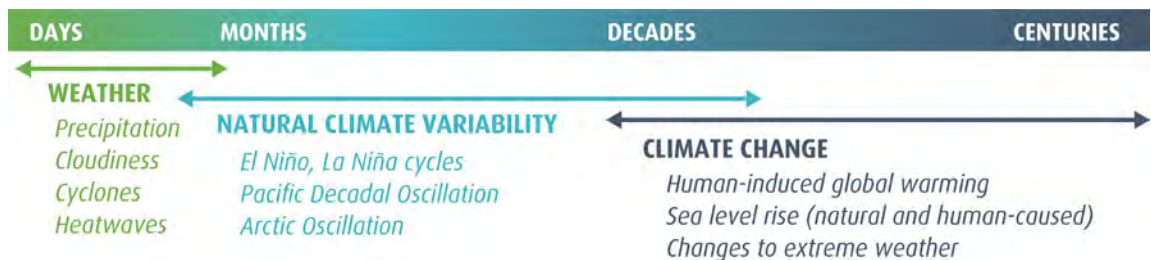 DAYS MONTHS DECADES CENTURIES
WEATHER
Precipitation
Cloudiness
Cyclones
Heatwaves
NATURAL CLIMATE VARIABILITY
El Niño, La Niña cycles
Pacific Decadal Oscillation
Arctic Oscillation
CLIMATE CHANGE
Human-induced global warming
Sea level rise (natural and human-caused)
Changes to extreme weather